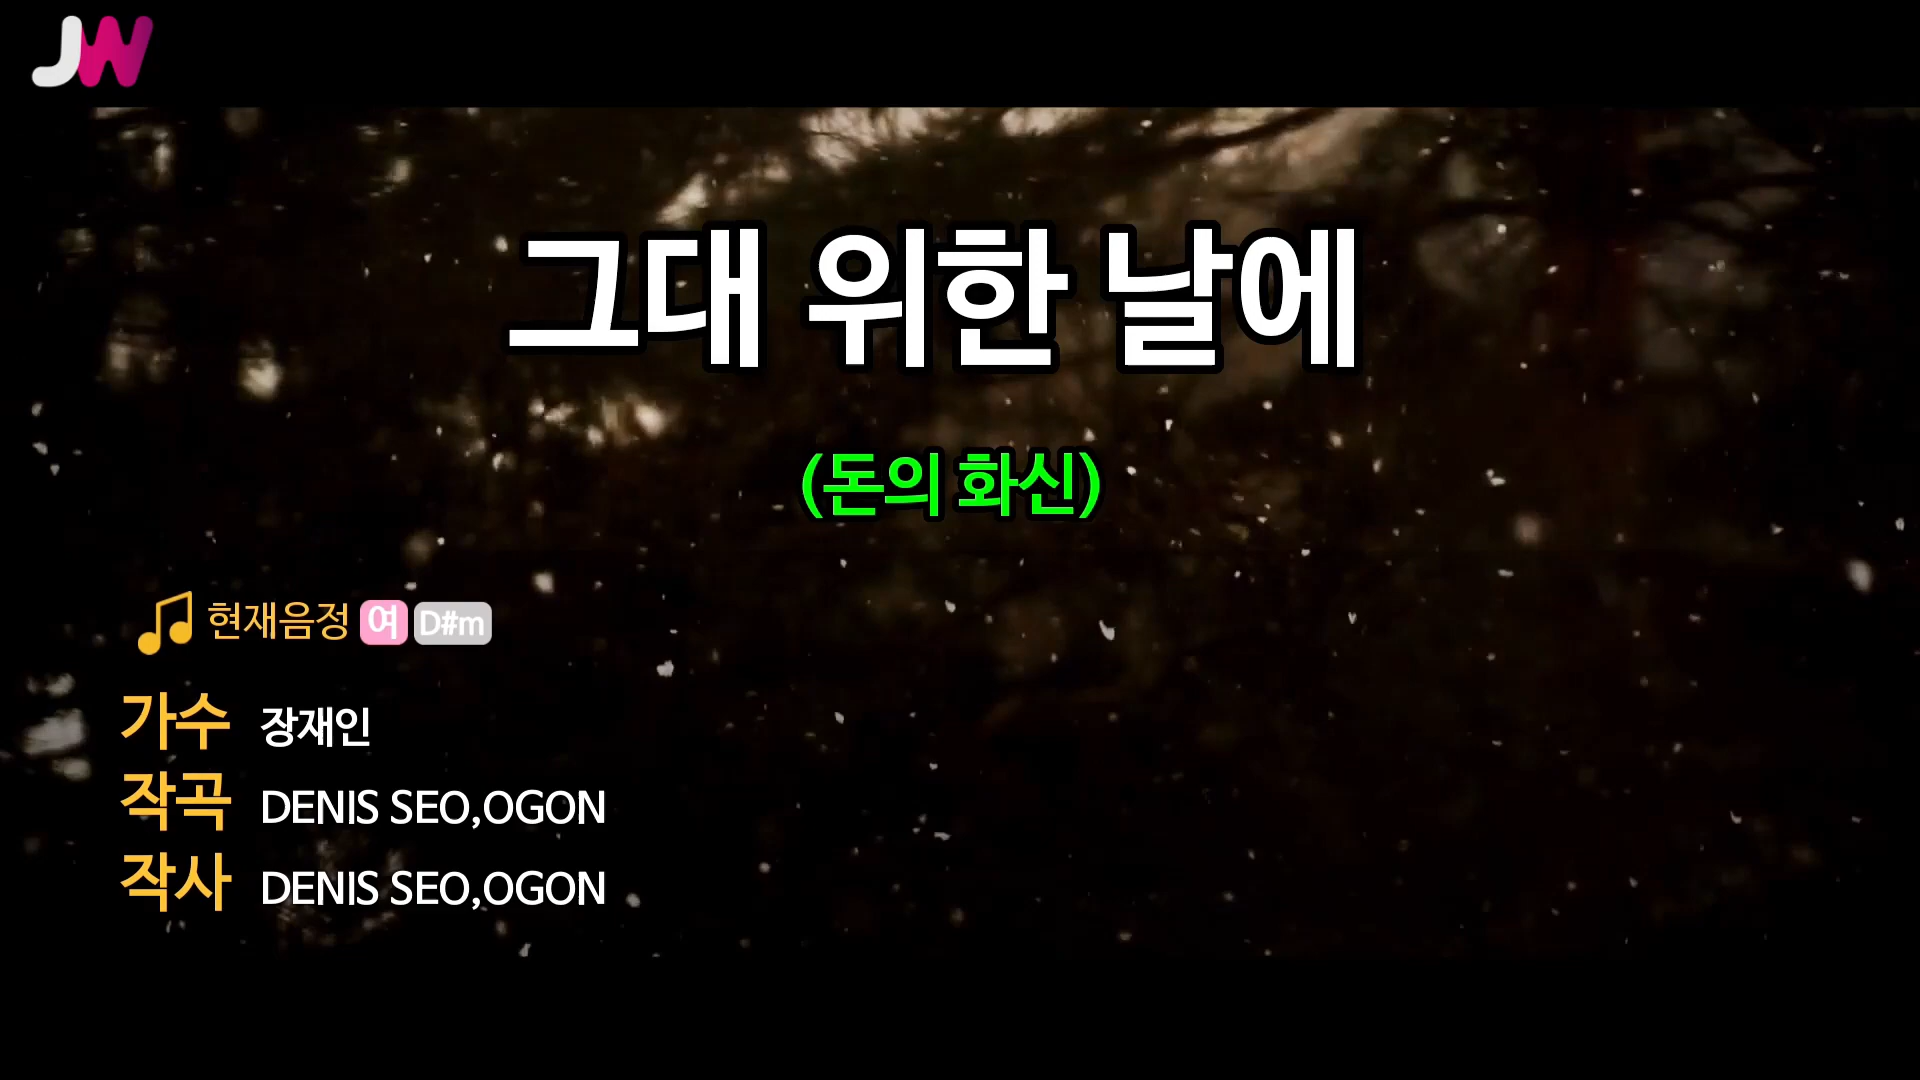 JW
그대 위한 날에
(돈의 화신)
현재음정 여 D#m
가수 장재인
작곡 DENIS SEO,OGON
작사 DENIS SEO,OGON